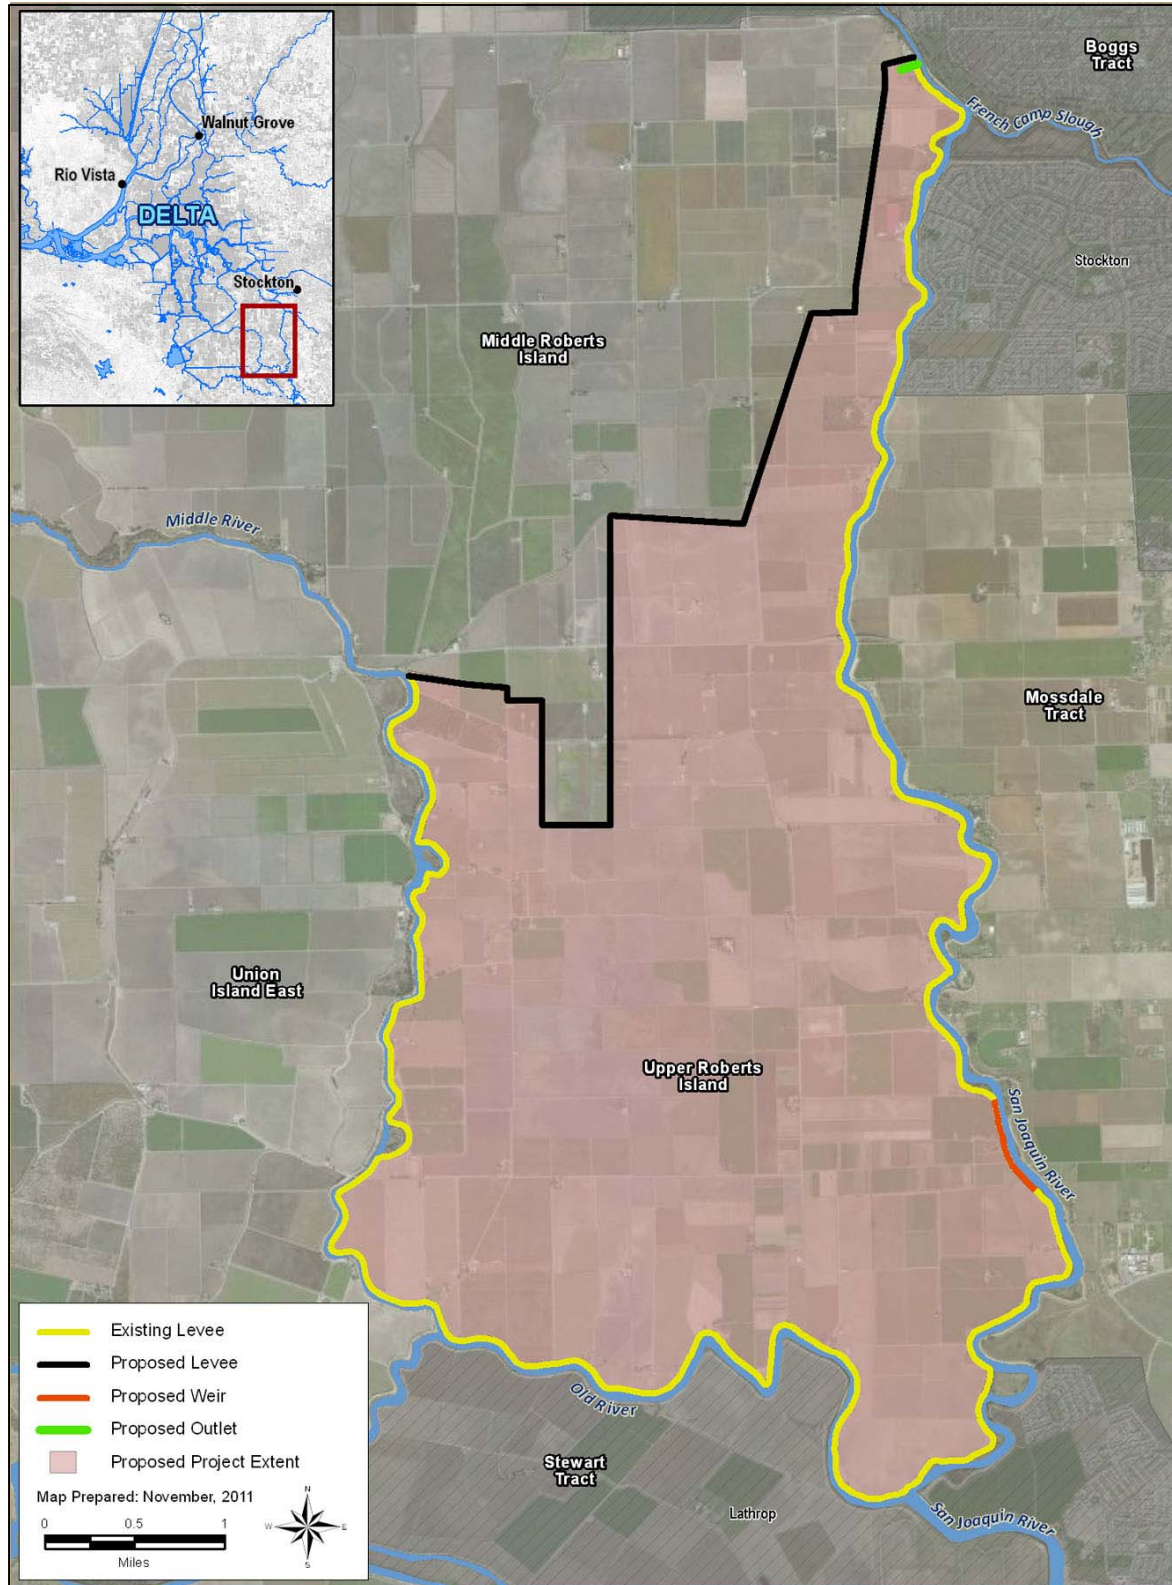 Walnut Grove
Rio Vista
DELTA
Stockton
Boggs
Tract
French Camp Slough
Stockton
Middle Roberts
Island
Middle River
Mossdale
Tract
Union
Island East
Upper Roberts
Island
San Joaquin River
Old River
Stewart
Tract
Lathrop
San Joaquin River
Existing Levee
Proposed Levee
Proposed Weir
Proposed Outlet
Proposed Project Extent
Map Prepared: November, 2011
0 0.5 1
Miles
N
W E
S